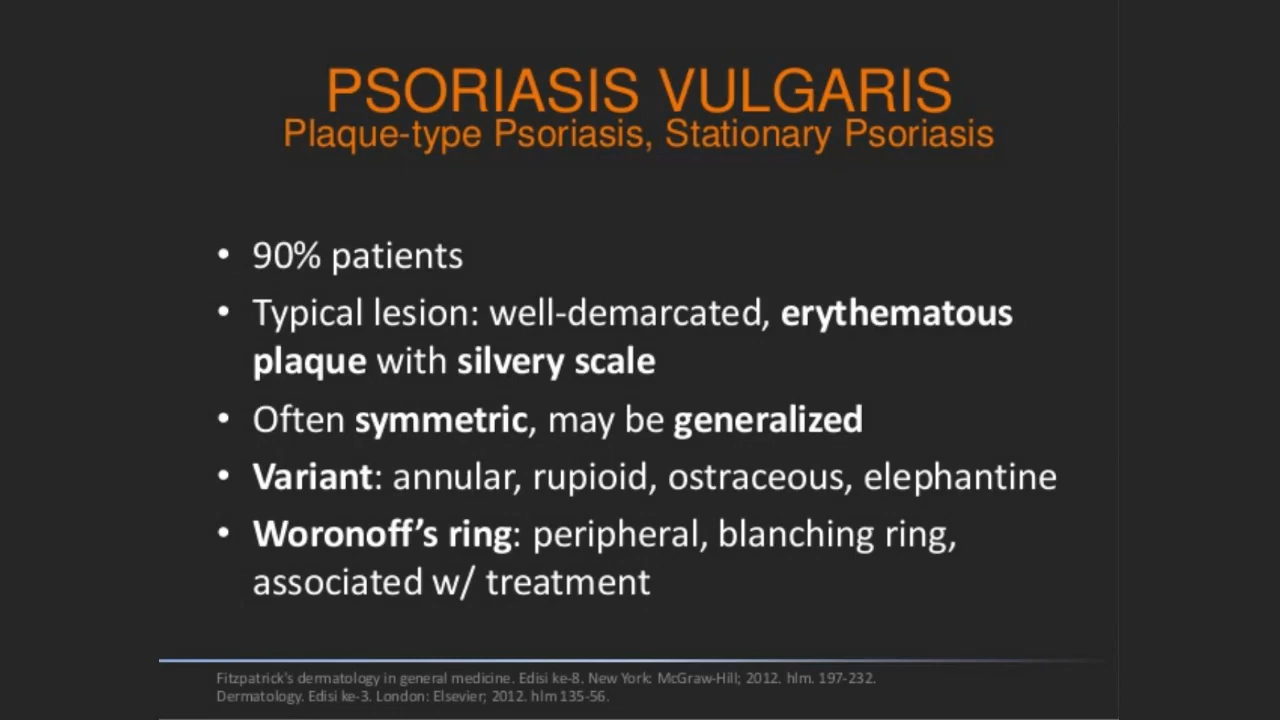 PSORIASIS VULGARIS
Plaque-type Psoriasis, Stationary Psoriasis
• 90% patients
• Typical lesion: well-demarcated, erythematous
plaque with silvery scale
• Often symmetric, may be generalized
• Variant: annular, rupioid, ostraceous, elephantine
• Woronoff’s ring: peripheral, blanching ring,
associated w/ treatment
Fitzpatrick's dermatology in general medicine. Edisi ke-8. New York: McGraw-Hill; 2012. hlm. 197-232.
Dermatology. Edisi ke-3. London: Elsevier; 2012. hlm 135-56.